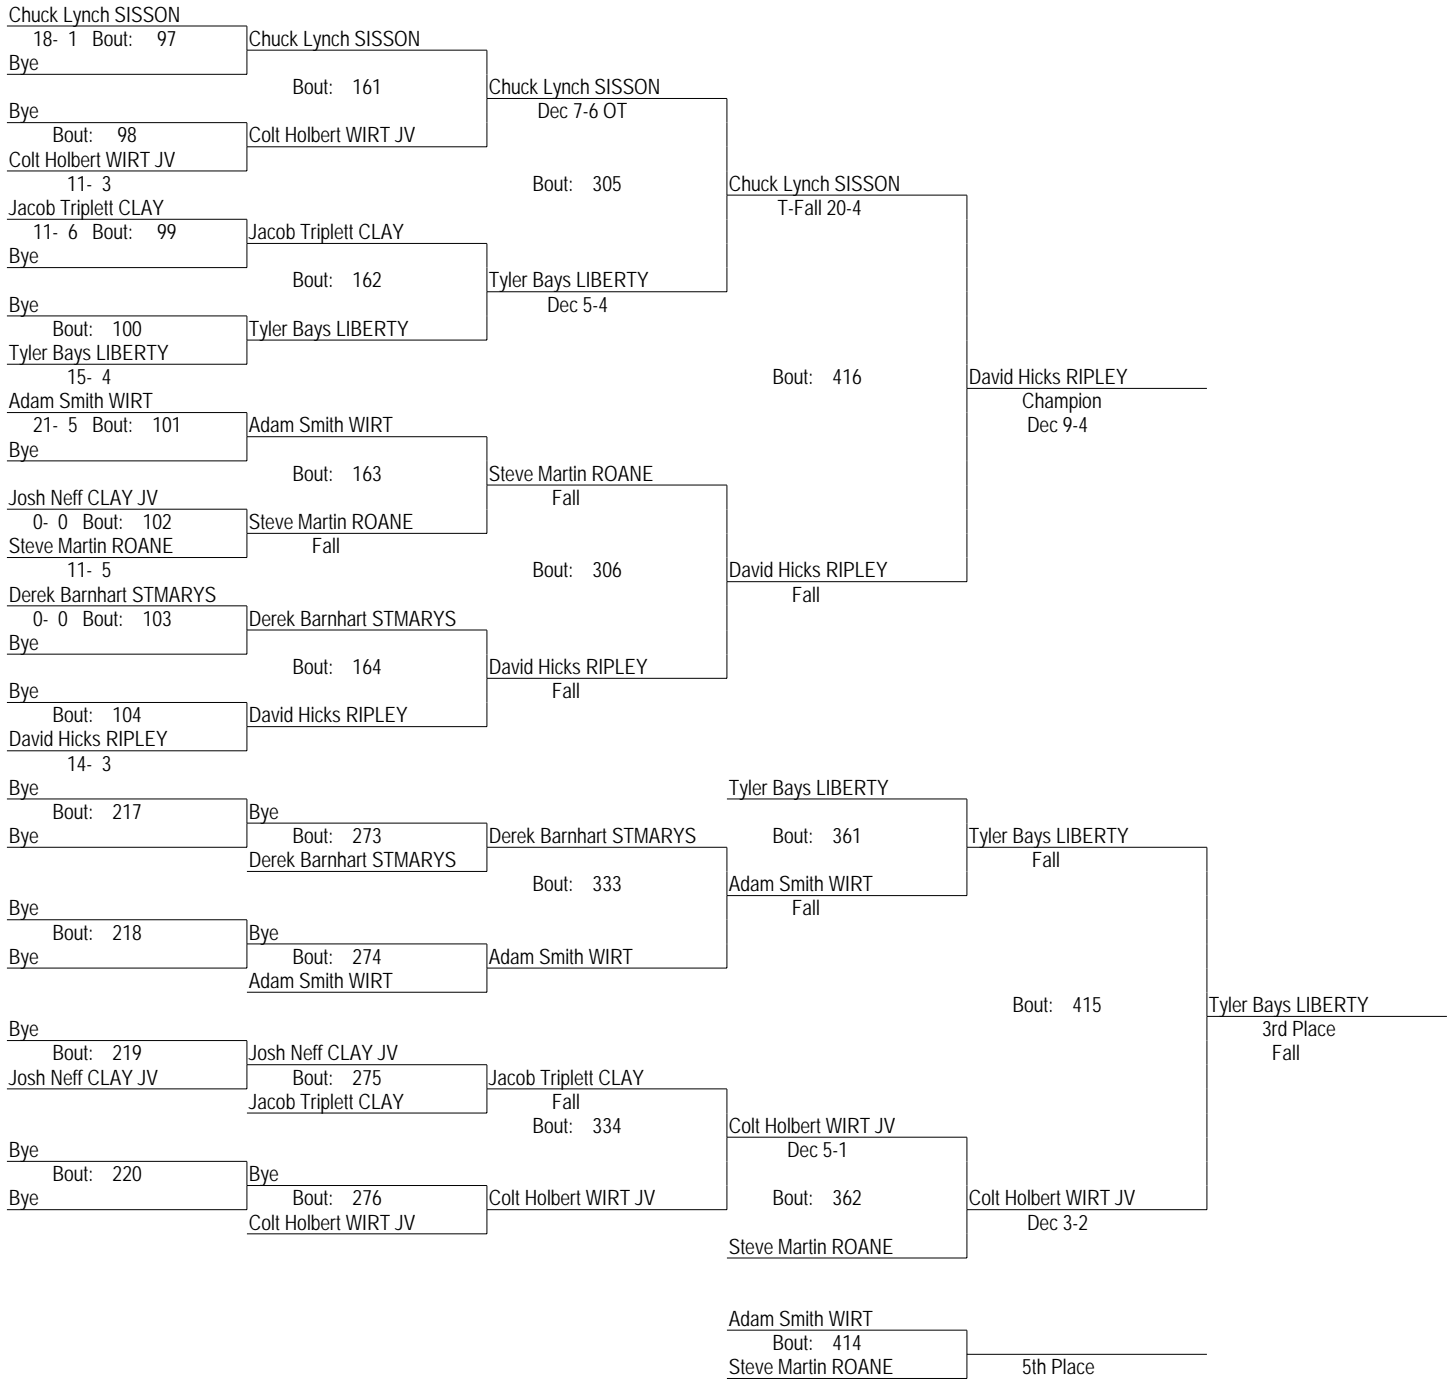 Chuck Lynch SISSON
18- 1 Bout: 97 Chuck Lynch SISSON
Bye
Bout: 161 Chuck Lynch SISSON
Bye Dec 7-6 OT
Bout: 98 Colt Holbert WIRT JV
Colt Holbert WIRT JV
11- 3 Bout: 305 Chuck Lynch SISSON
Jacob Triplett CLAY T-Fall 20-4
11- 6 Bout: 99 Jacob Triplett CLAY
Bye
Bout: 162 Tyler Bays LIBERTY
Bye Dec 5-4
Bout: 100 Tyler Bays LIBERTY
Tyler Bays LIBERTY
15- 4 Bout: 416 David Hicks RIPLEY
Adam Smith WIRT Champion
21- 5 Bout: 101 Adam Smith WIRT Dec 9-4
Bye
Bout: 163 Steve Martin ROANE
Josh Neff CLAY JV Fall
0- 0 Bout: 102 Steve Martin ROANE
Steve Martin ROANE Fall
11- 5 Bout: 306 David Hicks RIPLEY
Derek Barnhart STMARYS Fall
0- 0 Bout: 103 Derek Barnhart STMARYS
Bye
Bout: 164 David Hicks RIPLEY
Bye Fall
Bout: 104 David Hicks RIPLEY
David Hicks RIPLEY
14- 3
Bye Tyler Bays LIBERTY
Bout: 217 Bye
Bye Bout: 273 Derek Barnhart STMARYS Bout: 361 Tyler Bays LIBERTY
Derek Barnhart STMARYS Fall
Bout: 333 Adam Smith WIRT
Bye Fall
Bout: 218 Bye
Bye Bout: 274 Adam Smith WIRT
Adam Smith WIRT
Bout: 415 Tyler Bays LIBERTY
Bye 3rd Place
Bout: 219 Josh Neff CLAY JV Fall
Josh Neff CLAY JV Bout: 275 Jacob Triplett CLAY
Jacob Triplett CLAY Fall
Bout: 334 Colt Holbert WIRT JV
Bye Dec 5-1
Bout: 220 Bye
Bye Bout: 276 Colt Holbert WIRT JV Bout: 362 Colt Holbert WIRT JV
Colt Holbert WIRT JV Dec 3-2
Steve Martin ROANE
Adam Smith WIRT
Bout: 414
Steve Martin ROANE 5th Place